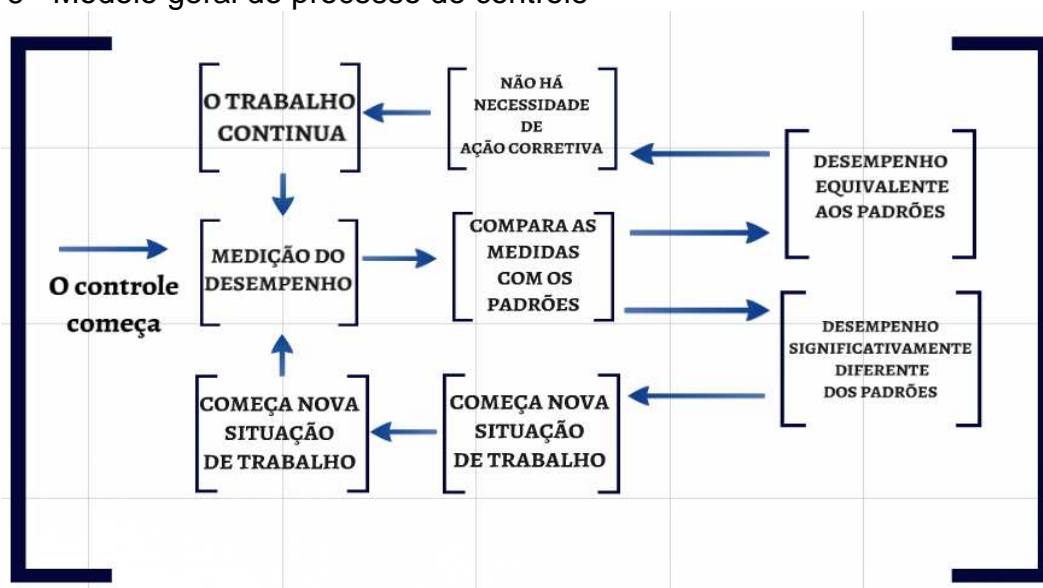 Modelo geral do processo de controle
O TRABALHO
CONTINUA
NÃO HÁ
NECESSIDADE
DE
AÇÃO CORRETIVA
DESEMPENHO
EQUIVALENTE
AOS PADRÕES
O controle
começa
MEDIÇÃO DO
DESEMPENHO
COMPARA AS
MEDIDAS
COM OS
PADRÕES
DESEMPENHO
SIGNIFICATIVAMENTE
DIFERENTE
DOS PADRÕES
COMEÇA NOVA
SITUAÇÃO
DE TRABALHO
COMEÇA NOVA
SITUAÇÃO
DE TRABALHO